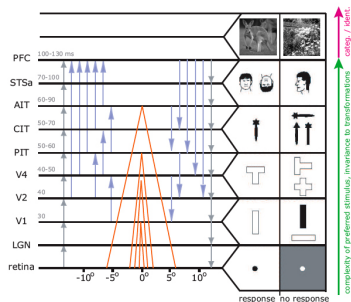 PFC 100-130 ms
STSa 70-100
AIT 60-90
CIT 50-70
PIT 50-60
V4 40-50
V2 40
V1 30
LGN
retina
-10° 0° 10°
response no response
categ. / ident.
complexity of preferred stimulus, invariance to transformations